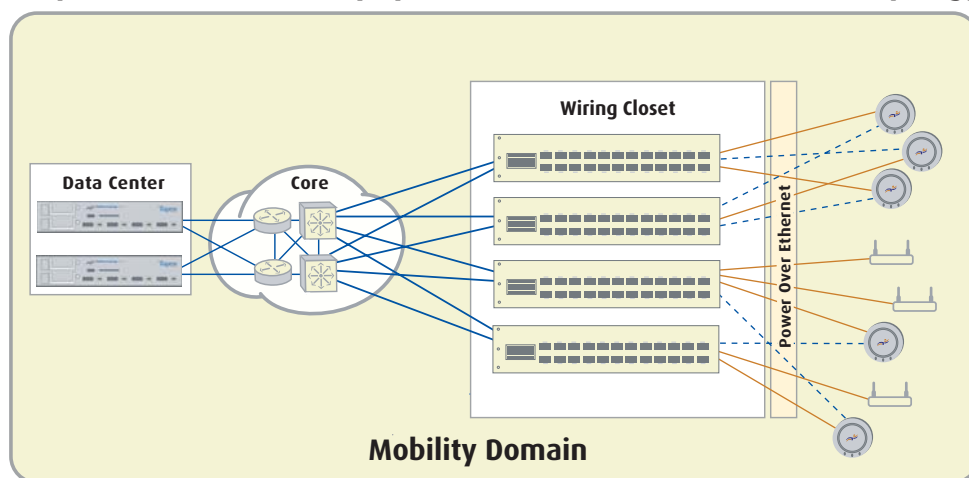 Data Center
Core
Wiring Closet
Power Over Ethernet
Mobility Domain